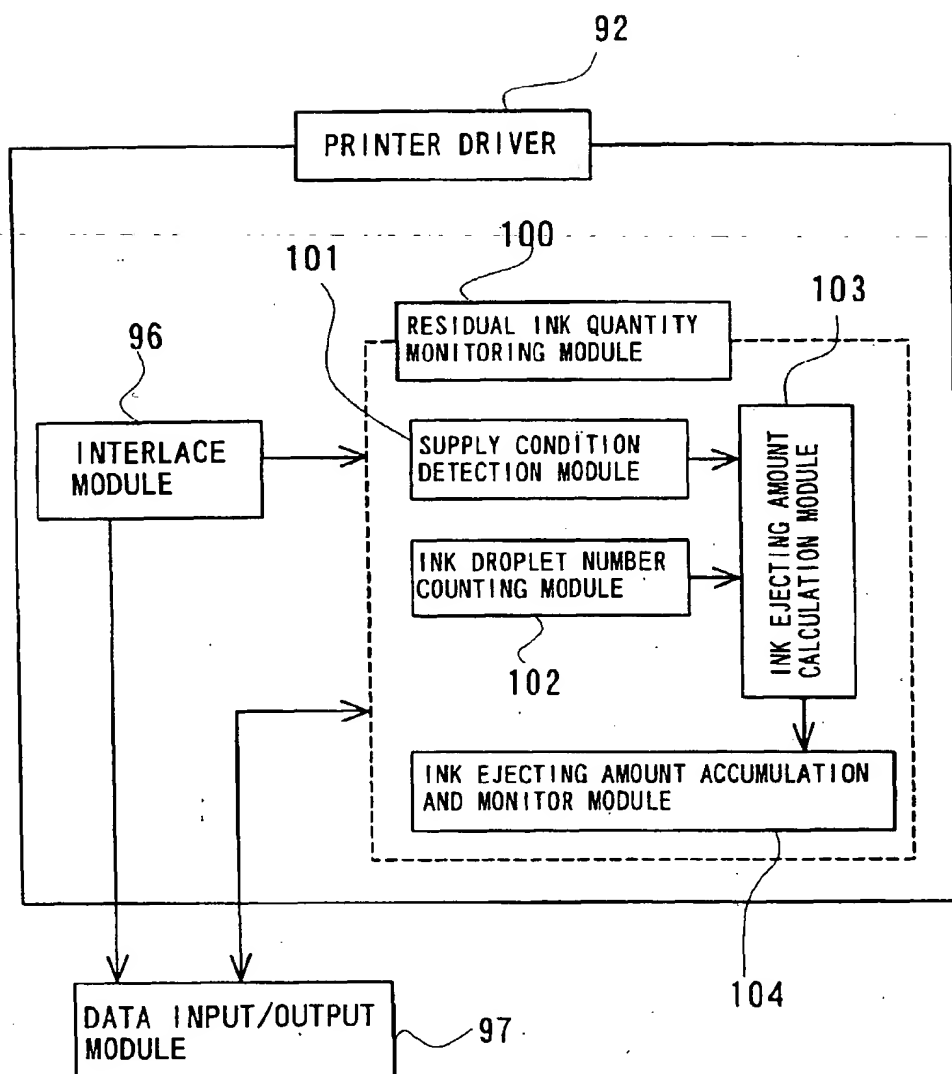 92
PRINTER DRIVER
100
101
103
RESIDUAL INK QUANTITY
MONITORING MODULE
96
INTERLACE
MODULE
SUPPLY CONDITION
DETECTION MODULE
INK EJECTING AMOUNT
CALCULATION MODULE
INK DROPLET NUMBER
COUNTING MODULE
102
INK EJECTING AMOUNT ACCUMULATION
AND MONITOR MODULE
104
DATA INPUT/OUTPUT
MODULE
97